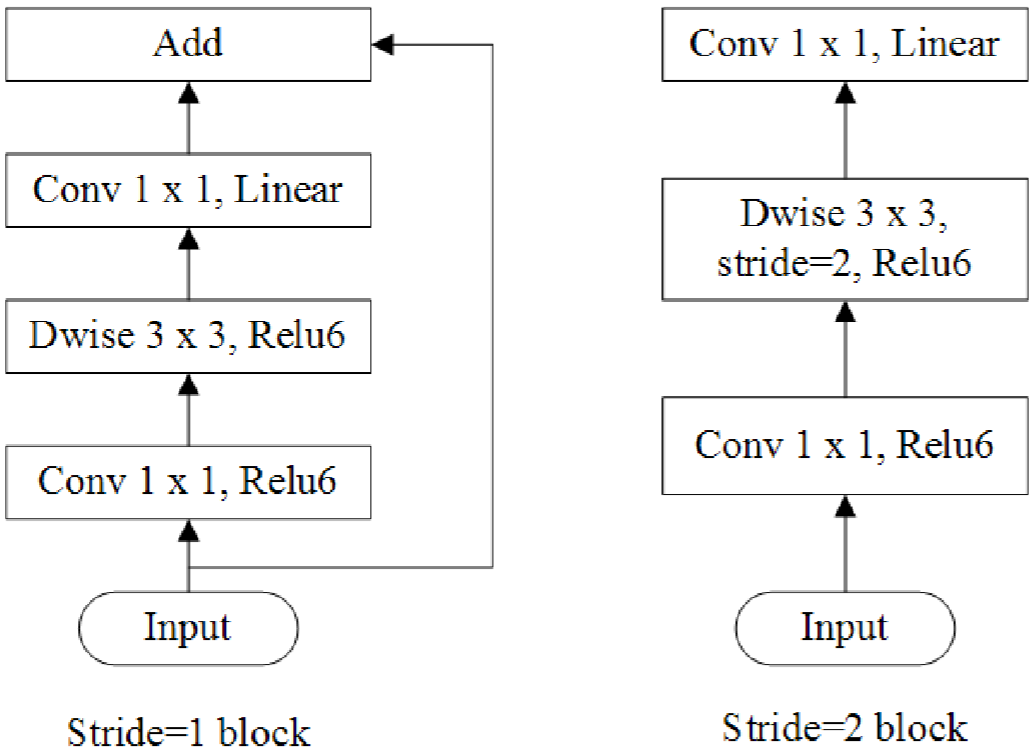 Add
Conv 1 x 1, Linear
Dwise 3 x 3, Relu6
Conv 1 x 1, Relu6
Input
Stride=1 block
Conv 1 x 1, Linear
Dwise 3 x 3,
stride=2, Relu6
Conv 1 x 1, Relu6
Input
Stride=2 block